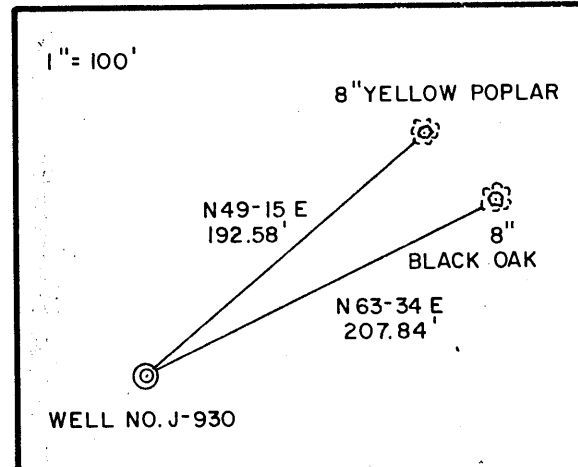 1"= 100'
8" YELLOW POPLAR
N49-15 E
192.58'
8"
BLACK OAK
N63-34 E
207.84'
WELL NO. J-930